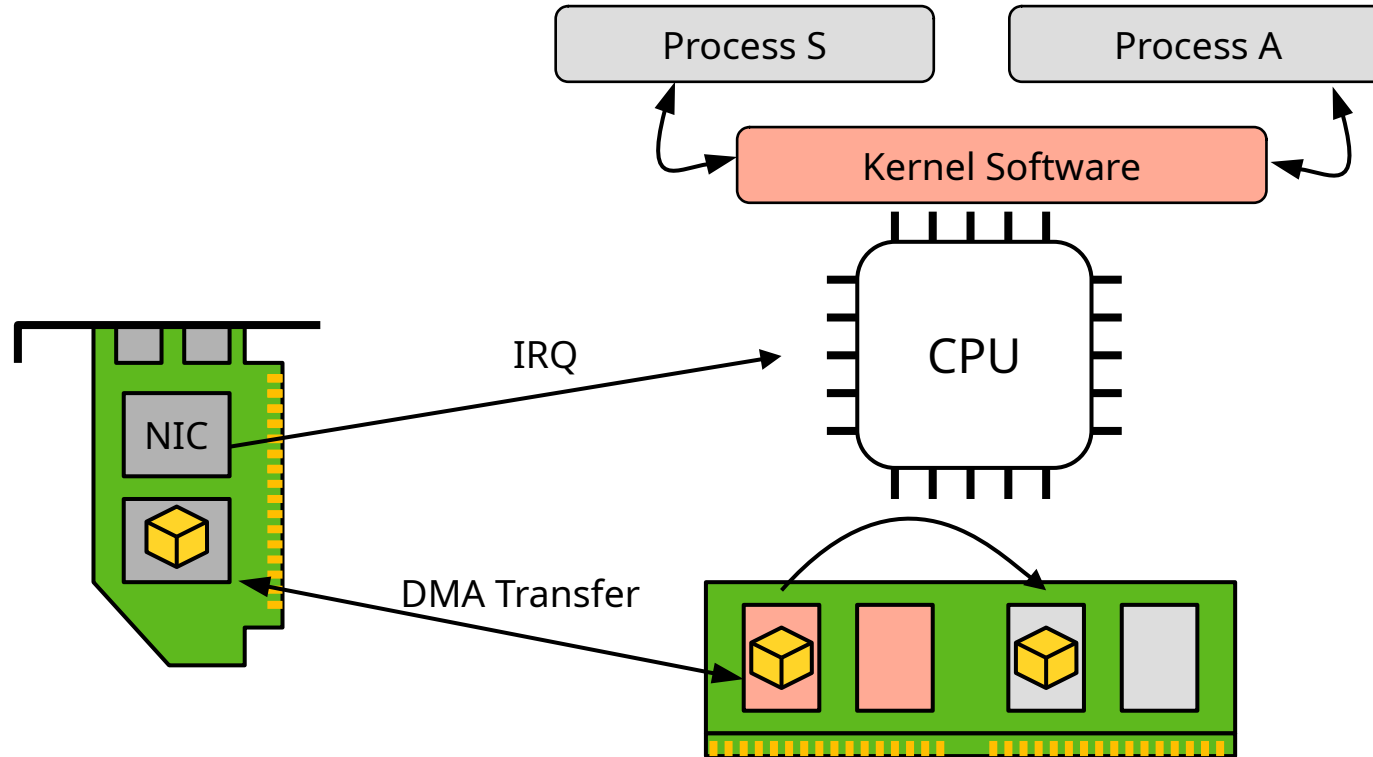 Process S
Process A
Kernel Software
CPU
IRQ
NIC
DMA Transfer